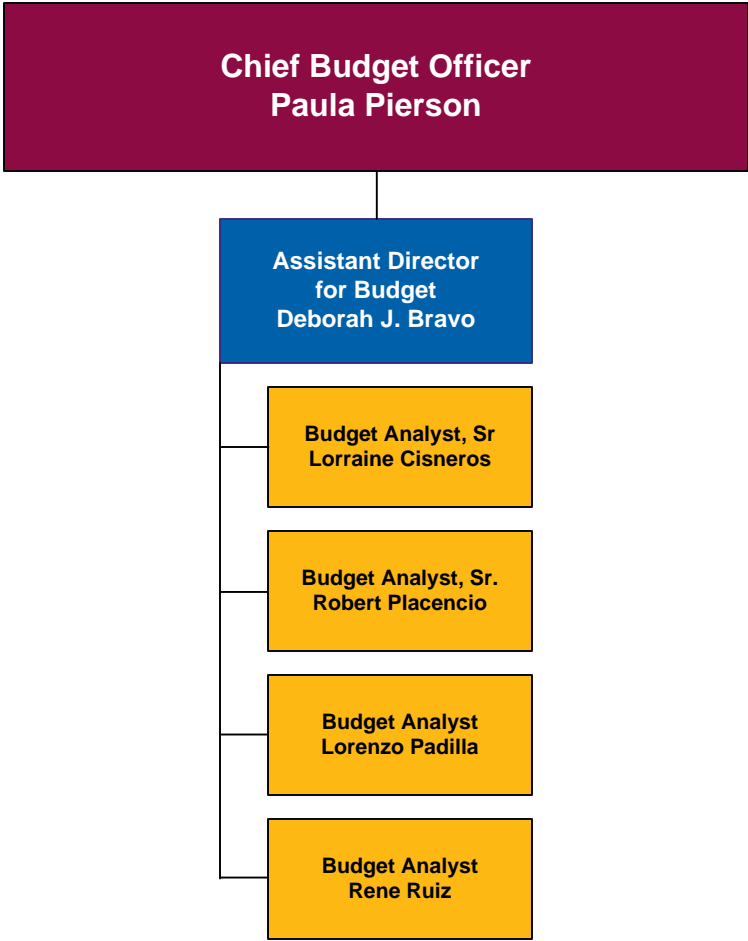 Chief Budget Officer
Paula Pierson
Assistant Director
for Budget
Deborah J. Bravo
Budget Analyst, Sr
Lorraine Cisneros
Budget Analyst, Sr.
Robert Placencio
Budget Analyst
Lorenzo Padilla
Budget Analyst
Rene Ruiz